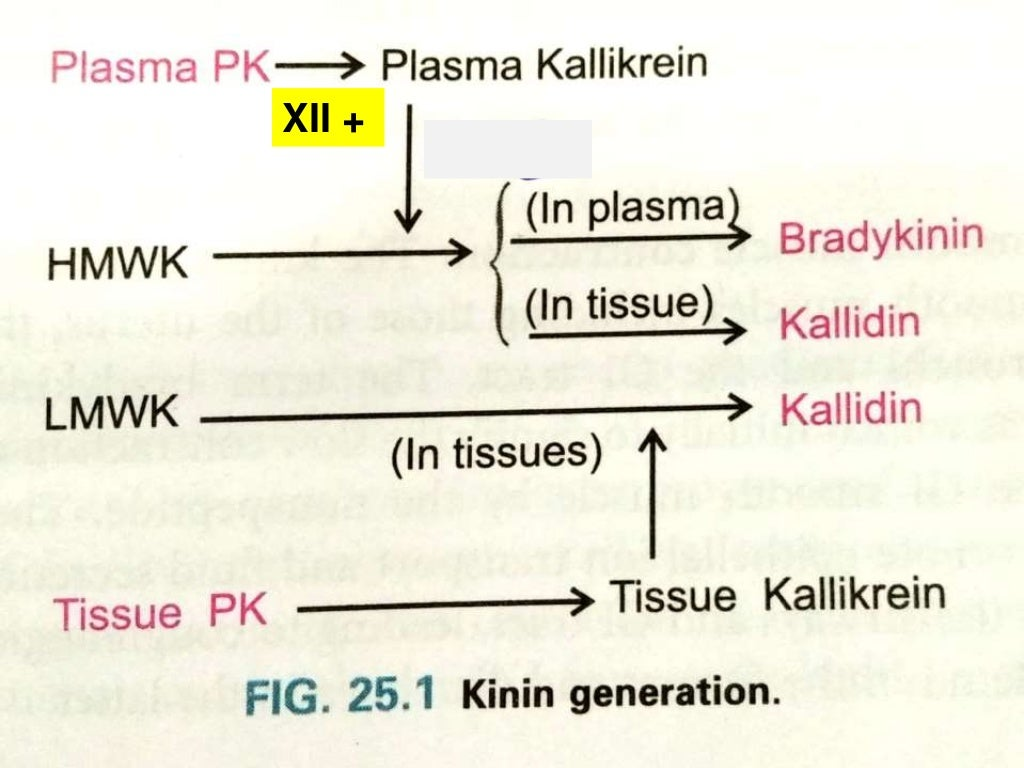 Plasma PK Plasma Kallikrein
XII +
(In plasma)
HMWK Bradykinin
(In tissue)
Kallidin
LMWK Kallidin
(In tissues)
Tissue PK Tissue Kallikrein
FIG. 25.1 Kinin generation.